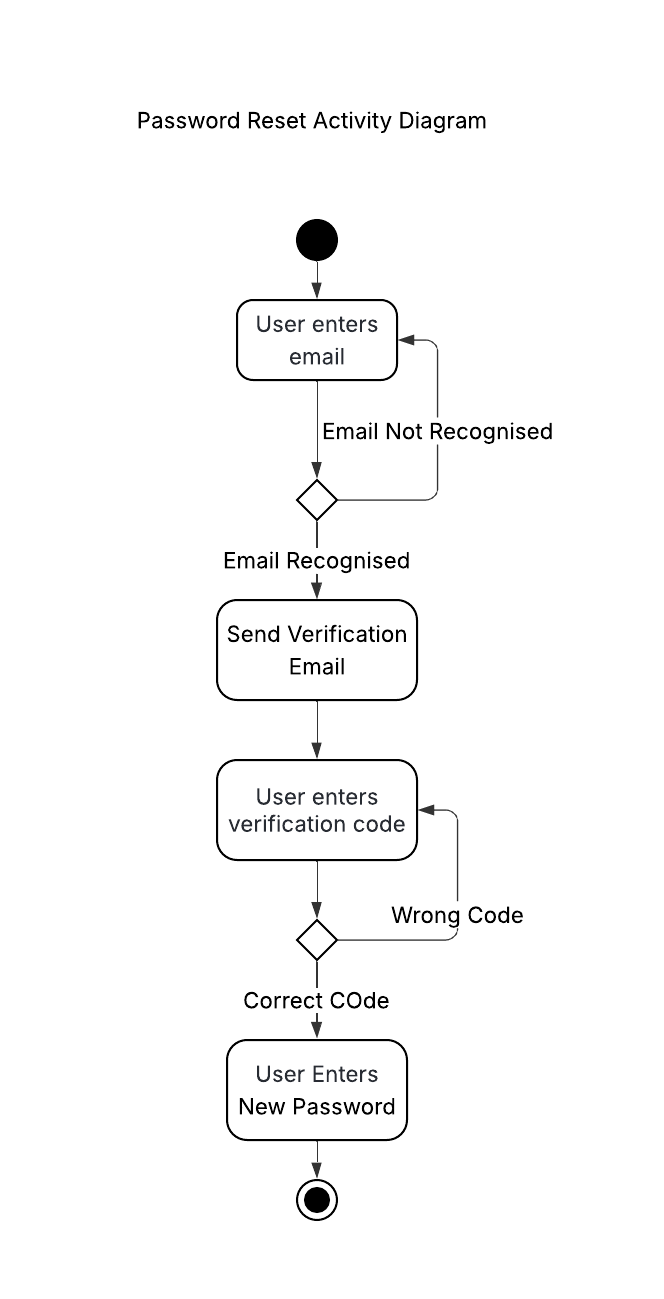 Password Reset Activity Diagram
User enters
email
Email Not Recognised
Email Recognised
Send Verification
Email
User enters
verification code
Wrong Code
Correct COde
User Enters
New Password